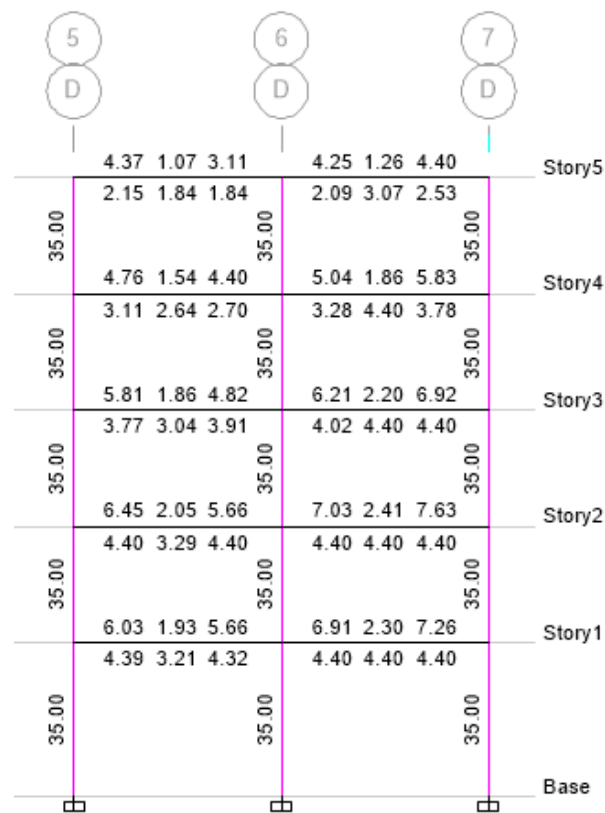 5 6 7
D D D
4.37 1.07 3.11 4.25 1.26 4.40 Story5
2.15 1.84 1.84 2.09 3.07 2.53
35.00 35.00 35.00
4.76 1.54 4.40 5.04 1.86 5.83 Story4
3.11 2.64 2.70 3.28 4.40 3.78
35.00 35.00 35.00
5.81 1.86 4.82 6.21 2.20 6.92 Story3
3.77 3.04 3.91 4.02 4.40 4.40
35.00 35.00 35.00
6.45 2.05 5.66 7.03 2.41 7.63 Story2
4.40 3.29 4.40 4.40 4.40 4.40
35.00 35.00 35.00
6.03 1.93 5.66 6.91 2.30 7.26 Story1
4.39 3.21 4.32 4.40 4.40 4.40
35.00 35.00 35.00
Base